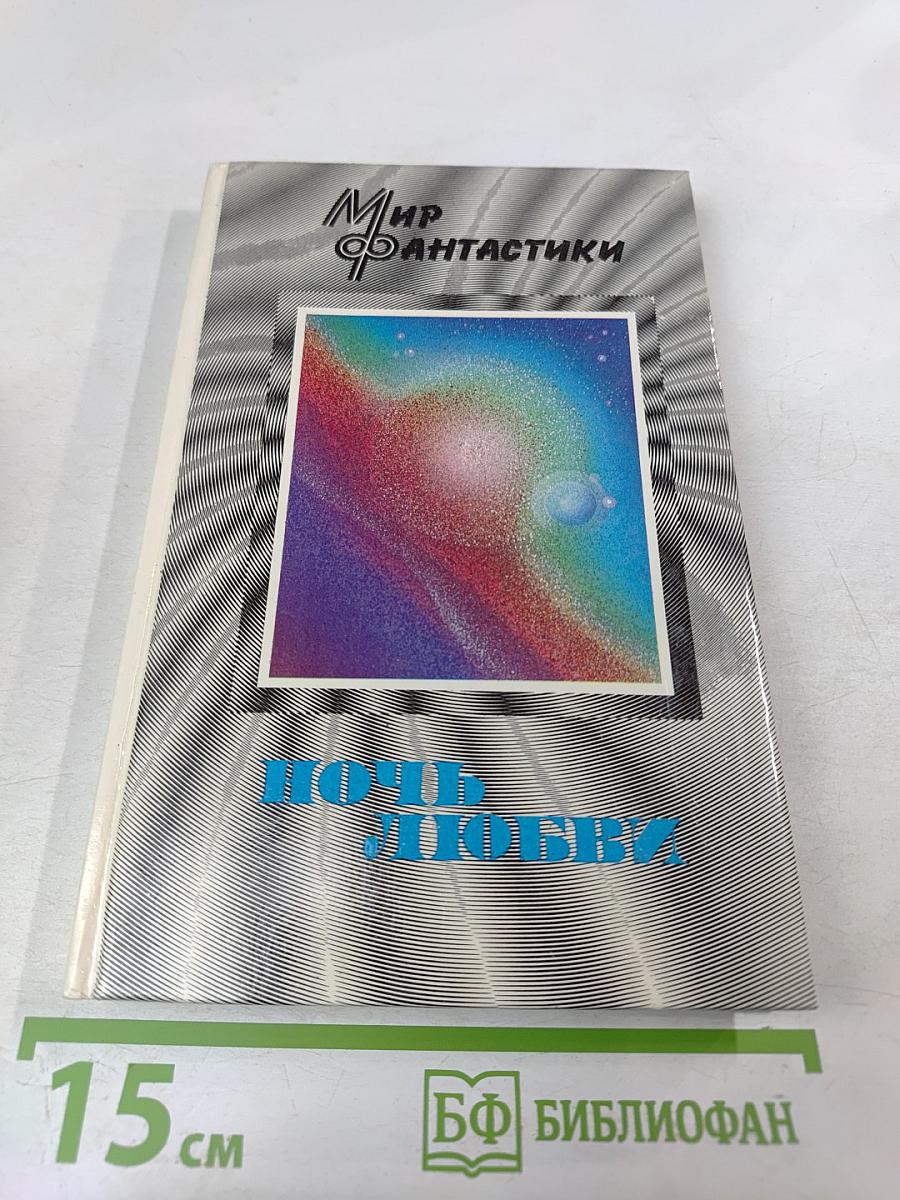 Мир
Фантастики
НОЧЬ
ЛЮБВИ
15 см
БФ БИБЛИОФАН